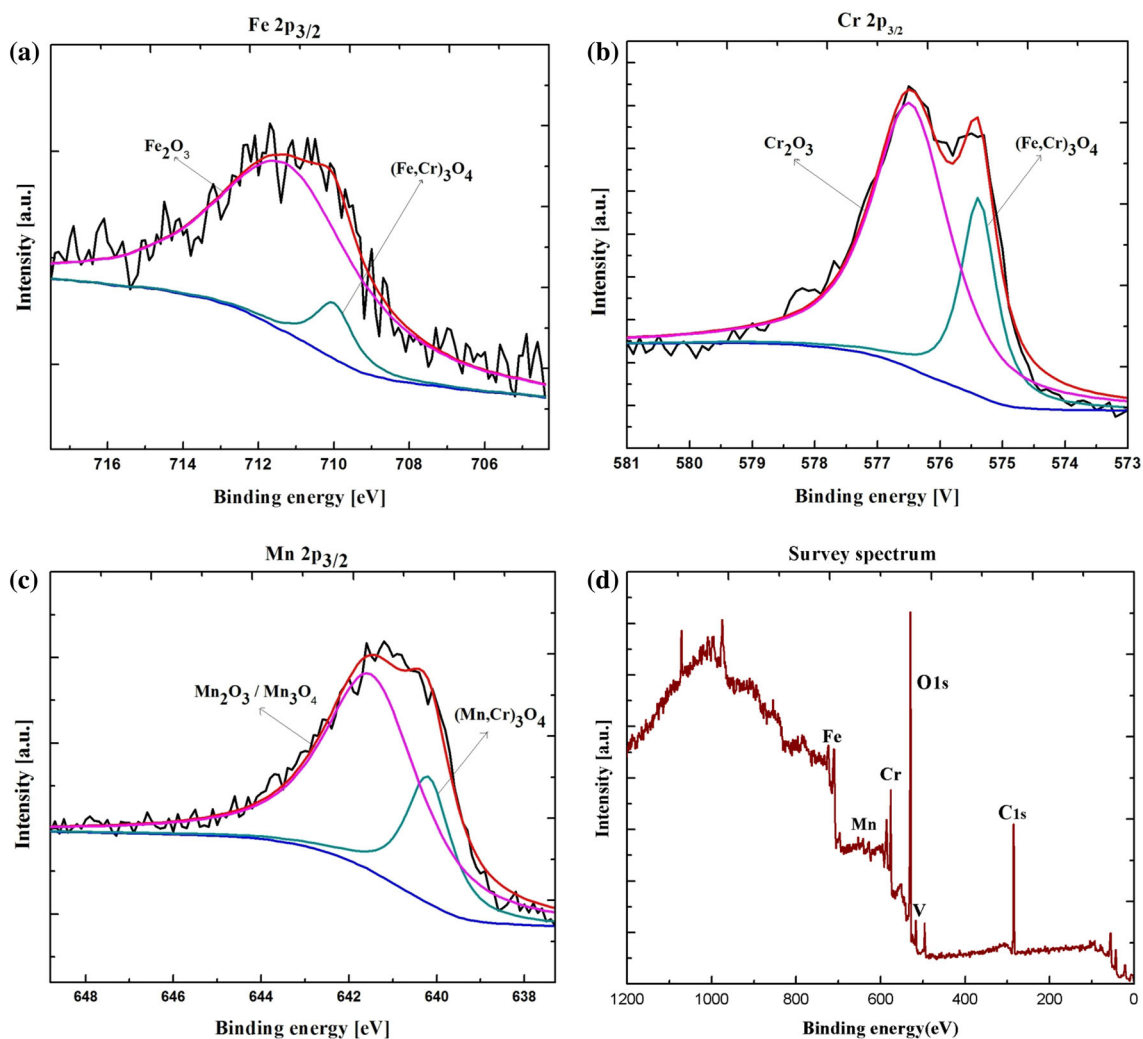 Fe 2p3/2
(a)
Fe2O3
(Fe,Cr)3O4
Intensity [a.u.]
716 714 712 710 708 706
Binding energy [eV]
Cr 2p3/2
(b)
Cr2O3
(Fe,Cr)3O4
Intensity [a.u.]
581 580 579 578 577 576 575 574 573
Binding energy [V]
Mn 2p3/2
(c)
Mn2O3 / Mn3O4
(Mn,Cr)3O4
Intensity [a.u.]
648 646 644 642 640 638
Binding energy [eV]
Survey spectrum
(d)
O1s
Fe
Cr
C1s
Mn
V
Intensity [a.u.]
1200 1000 800 600 400 200 0
Binding energy(eV)